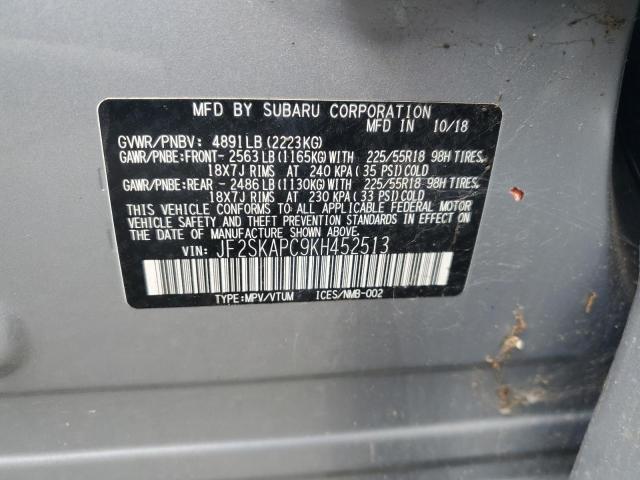 MFD BY SUBARU CORPORATION
MFD IN 10/18
GVWR/PNBV: 4891LB(2223KG)
GAWR/PNBE:FRONT- 2563LB(1165KG)WITH 225/55R18 98H TIRES,
18X7J RIMS AT 240 KPA(35 PSI)COLD
GAWR/PNBE:REAR - 2486LB(1130KG)WITH 225/55R18 98H TIRES,
18X7J RIMS AT 230 KPA(33 PSI)COLD
THIS VEHICLE CONFORMS TO ALL APPLICABLE FEDERAL MOTOR
VEHICLE SAFETY AND THEFT PREVENTION STANDARDS IN EFFECT ON
THE DATE OF MANUFACTURE SHOWN ABOVE.
VIN: JF2SKAPC9KH452513
TYPE:MPV/VTUM ICES/NMB-002